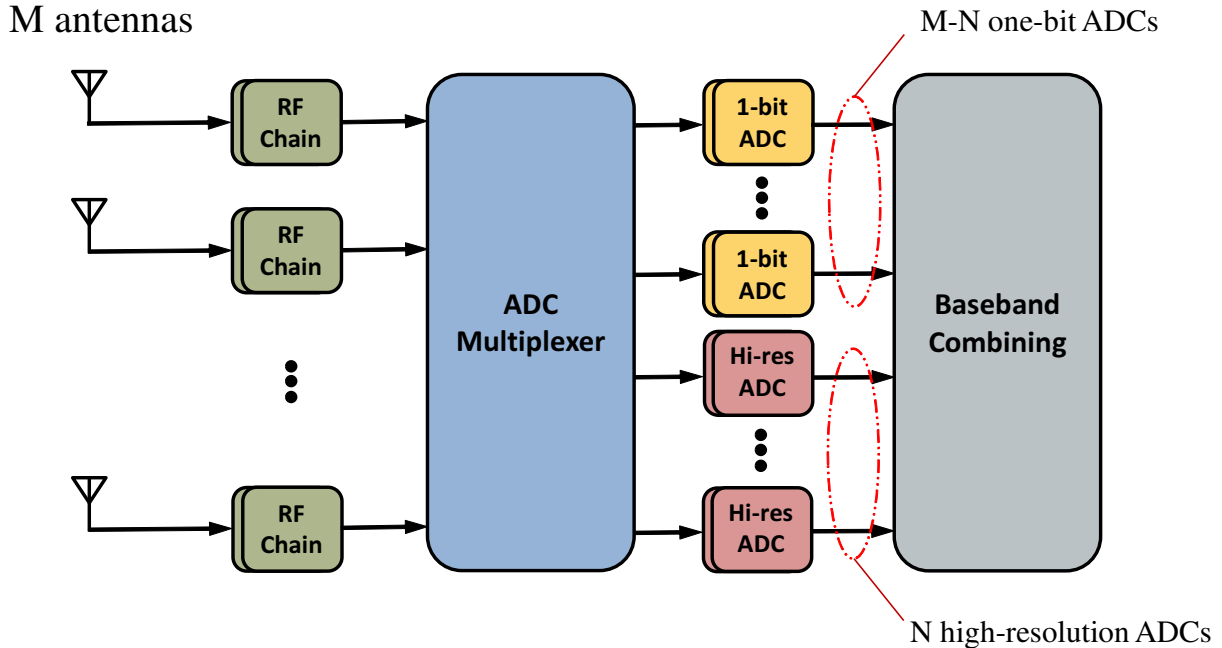 M antennas
M-N one-bit ADCs
RF
Chain
1-bit
ADC
RF
Chain
1-bit
ADC
ADC
Multiplexer
Baseband
Combining
Hi-res
ADC
RF
Chain
Hi-res
ADC
N high-resolution ADCs